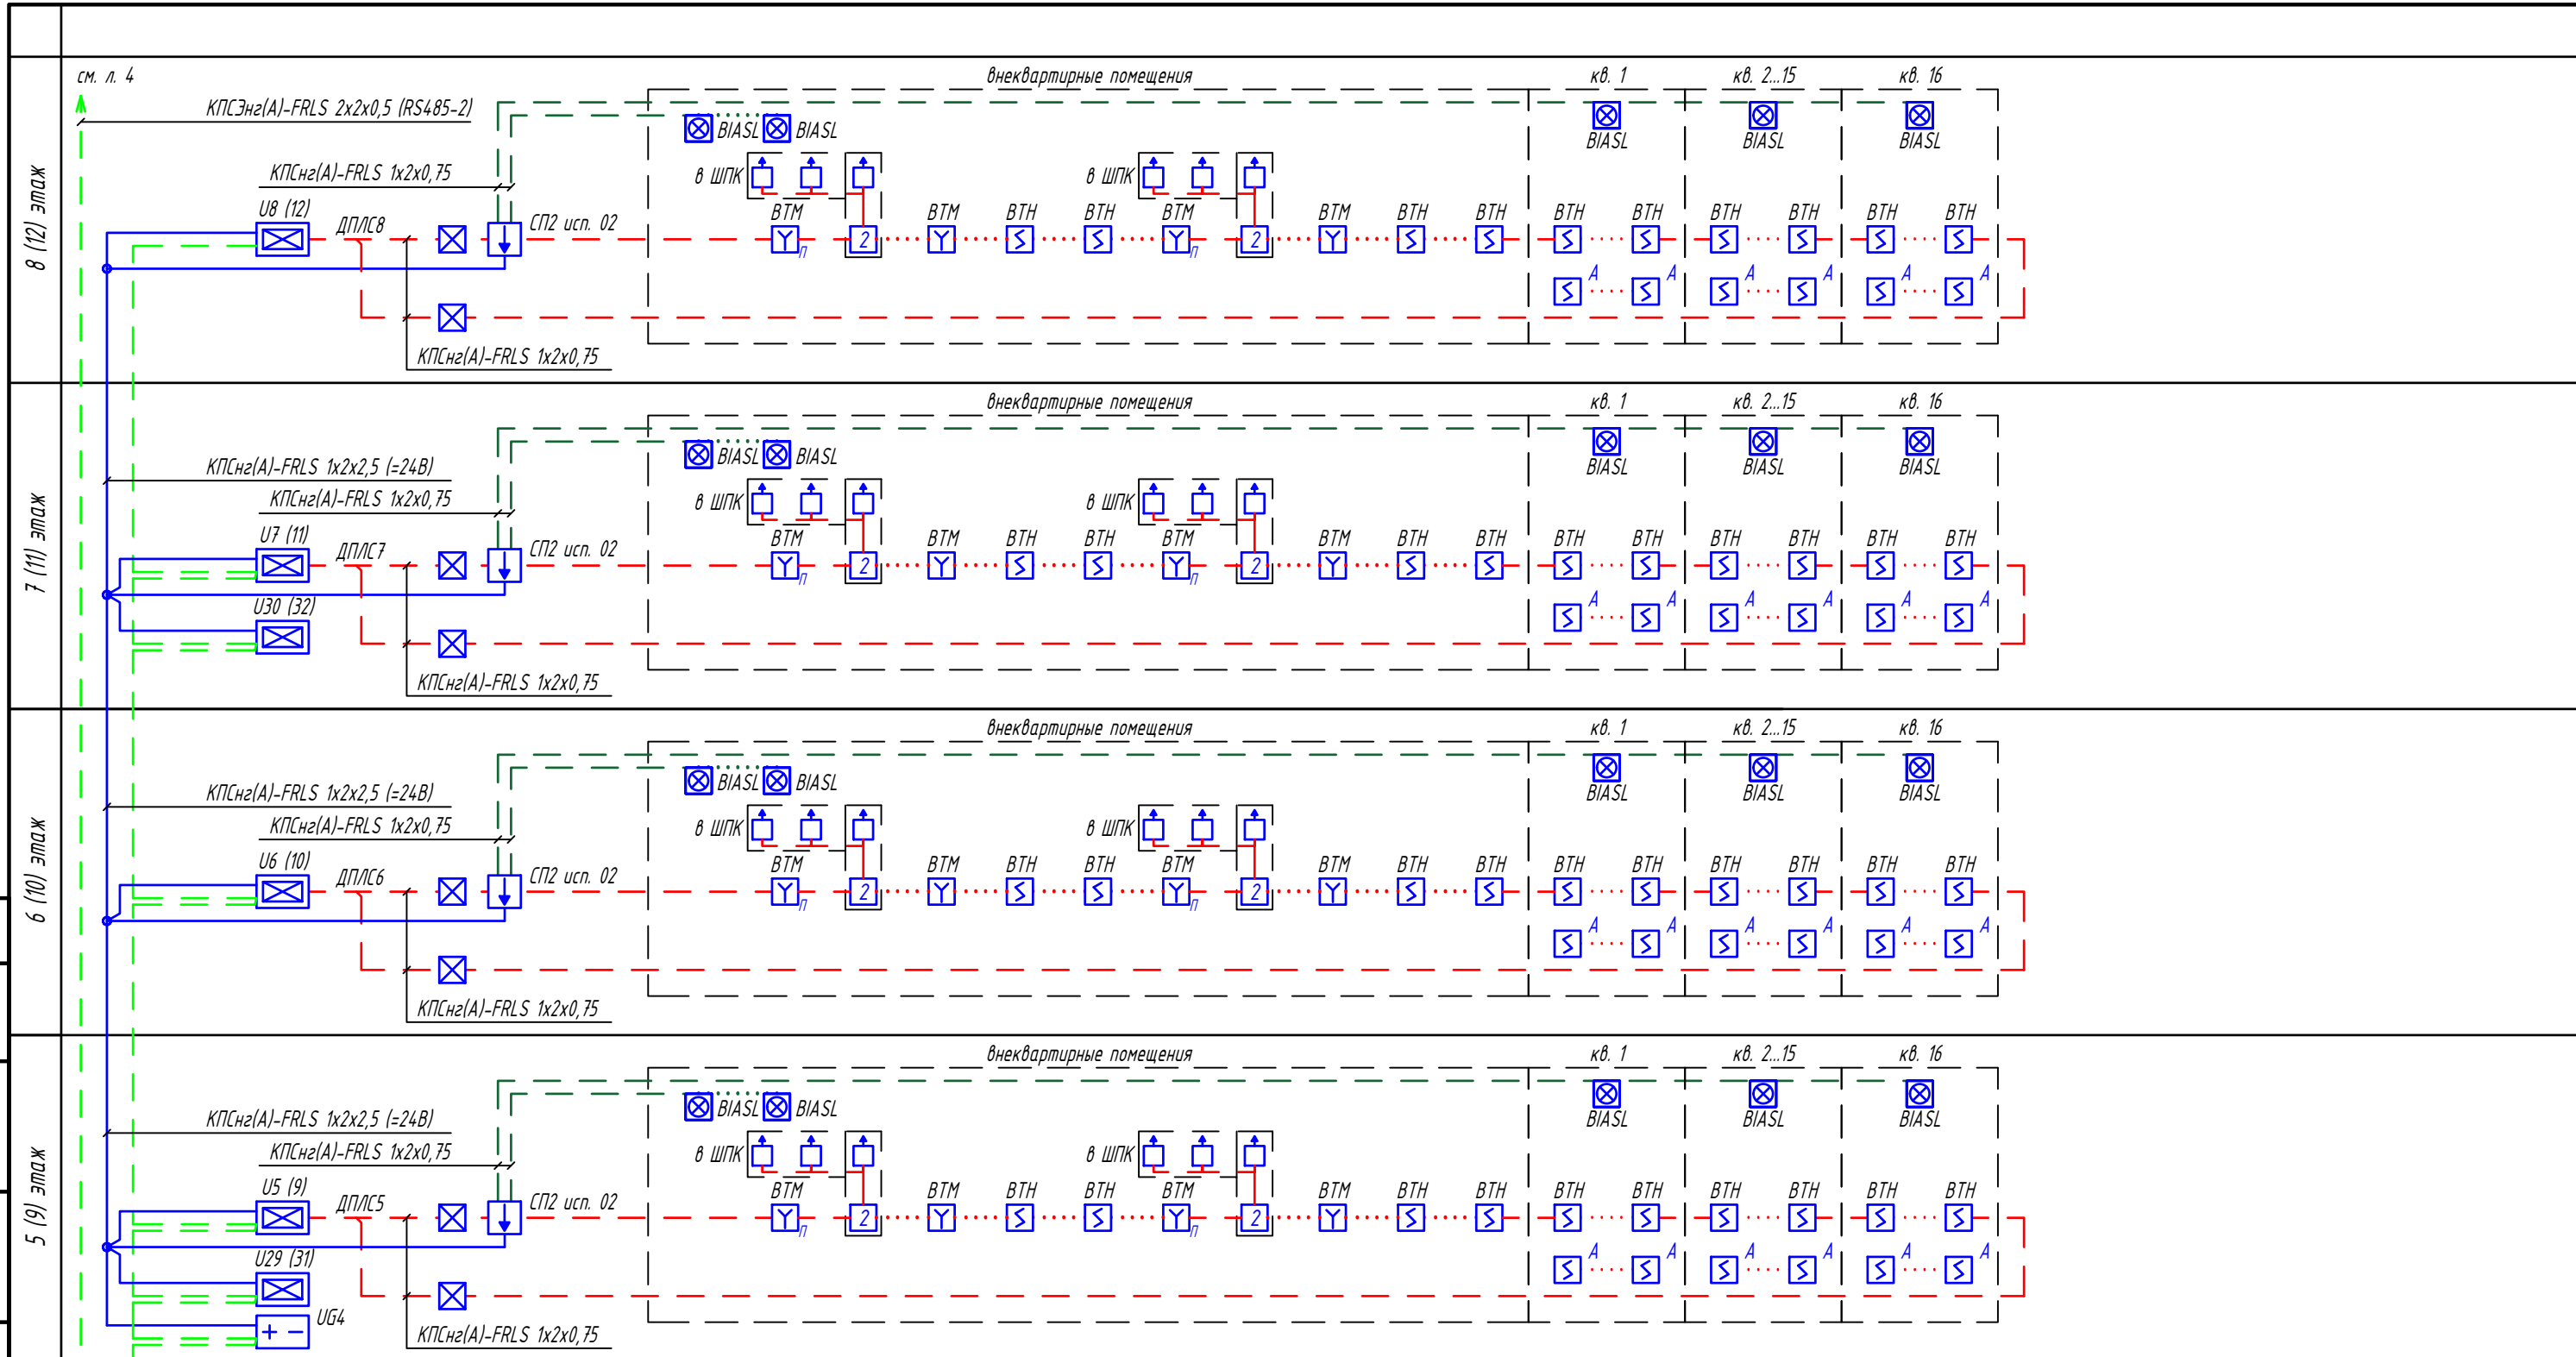 8 (12) этаж
см. л. 4
КПСЭнг(А)-FRLS 2х2х0,5 (RS485-2)
КПСнг(А)-FRLS 1х2х0,75
U8 (12)
ДПЛС8
СП2 исп. 02
КПСнг(А)-FRLS 1х2х0,75
внеквартирные помещения
кв. 1
кв. 2...15
кв. 16
BIASL
BIASL
BIASL
BIASL
BIASL
в ШПК
в ШПК
ВТМ
ВТМ
ВТН
ВТН
ВТМ
ВТМ
ВТН
ВТН
ВТН
ВТН
ВТН
ВТН
ВТН
ВТН
П
2
П
2
А
А
А
А
А
А
7 (11) этаж
КПСнг(А)-FRLS 1х2х2,5 (=24В)
КПСнг(А)-FRLS 1х2х0,75
U7 (11)
ДПЛС7
СП2 исп. 02
U30 (32)
КПСнг(А)-FRLS 1х2х0,75
внеквартирные помещения
кв. 1
кв. 2...15
кв. 16
BIASL
BIASL
BIASL
BIASL
BIASL
в ШПК
в ШПК
ВТМ
ВТМ
ВТН
ВТН
ВТМ
ВТМ
ВТН
ВТН
ВТН
ВТН
ВТН
ВТН
ВТН
ВТН
П
2
П
2
А
А
А
А
А
А
6 (10) этаж
КПСнг(А)-FRLS 1х2х2,5 (=24В)
КПСнг(А)-FRLS 1х2х0,75
U6 (10)
ДПЛС6
СП2 исп. 02
КПСнг(А)-FRLS 1х2х0,75
внеквартирные помещения
кв. 1
кв. 2...15
кв. 16
BIASL
BIASL
BIASL
BIASL
BIASL
в ШПК
в ШПК
ВТМ
ВТМ
ВТН
ВТН
ВТМ
ВТМ
ВТН
ВТН
ВТН
ВТН
ВТН
ВТН
ВТН
ВТН
П
2
П
2
А
А
А
А
А
А
5 (9) этаж
КПСнг(А)-FRLS 1х2х2,5 (=24В)
КПСнг(А)-FRLS 1х2х0,75
U5 (9)
ДПЛС5
СП2 исп. 02
U29 (31)
UG4
+ −
КПСнг(А)-FRLS 1х2х0,75
внеквартирные помещения
кв. 1
кв. 2...15
кв. 16
BIASL
BIASL
BIASL
BIASL
BIASL
в ШПК
в ШПК
ВТМ
ВТМ
ВТН
ВТН
ВТМ
ВТМ
ВТН
ВТН
ВТН
ВТН
ВТН
ВТН
ВТН
ВТН
П
2
П
2
А
А
А
А
А
А